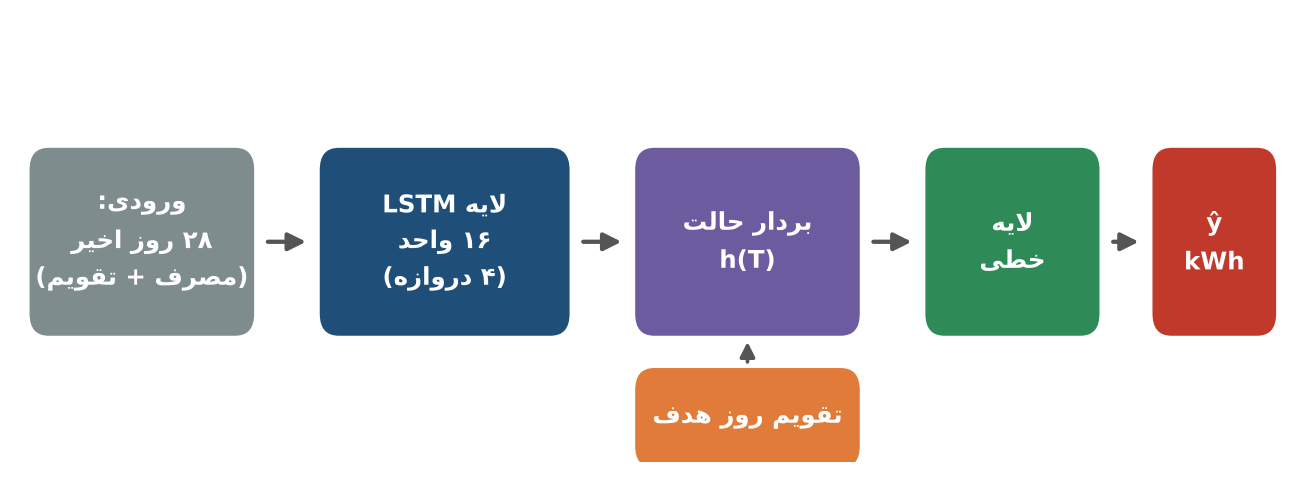 ورودی:
۲۸ روز اخیر
(مصرف + تقویم)
لایه LSTM
۱۶ واحد
(۴ دروازه)
بردار حالت
h(T)
لایه
خطی
ŷ
kWh
تقویم روز هدف